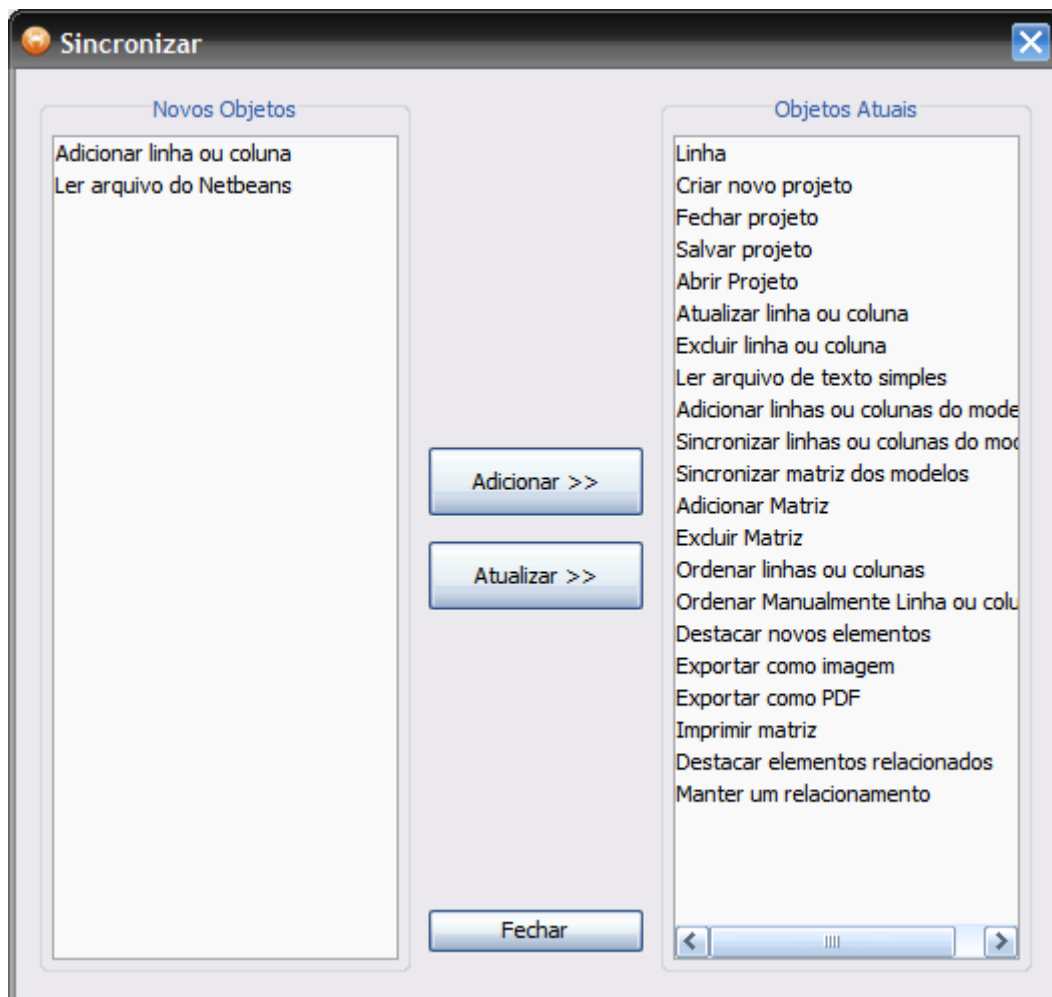 Sincronizar
Novos Objetos
Adicionar linha ou coluna
Ler arquivo do Netbeans
Adicionar >>
Atualizar >>
Fechar
Objetos Atuais
Linha
Criar novo projeto
Fechar projeto
Salvar projeto
Abrir Projeto
Atualizar linha ou coluna
Excluir linha ou coluna
Ler arquivo de texto simples
Adicionar linhas ou colunas do
Sincronizar linhas ou colunas do
Sincronizar matriz dos modelos
Adicionar Matriz
Excluir Matriz
Ordenar linhas ou colunas
Ordenar Manualmente Linha ou
Destacar novos elementos
Exportar como imagem
Exportar como PDF
Imprimir matriz
Destacar elementos relacionados
Manter um relacionamento